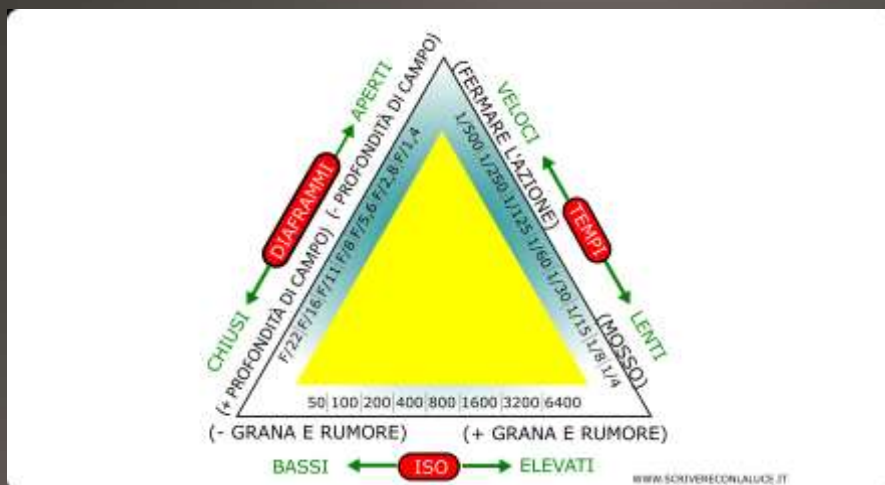 APERTI
DIAFRAMMI
CHIUSI
(- PROFONDITÀ DI CAMPO)
(+ PROFONDITÀ DI CAMPO)
F/22|F/16|F/11|F/8|F/5,6|F/2,8|F/1,4
VELOCI
TEMPI
LENTI
(FERMARE L'AZIONE)
(MOSSO)
1/500|1/250|1/125|1/60|1/30|1/15|1/8|1/4
50|100|200|400|800|1600|3200|6400
(- GRANA E RUMORE) (+ GRANA E RUMORE)
BASSI ISO ELEVATI
WWW.SCRIVERECONLALUCE.IT